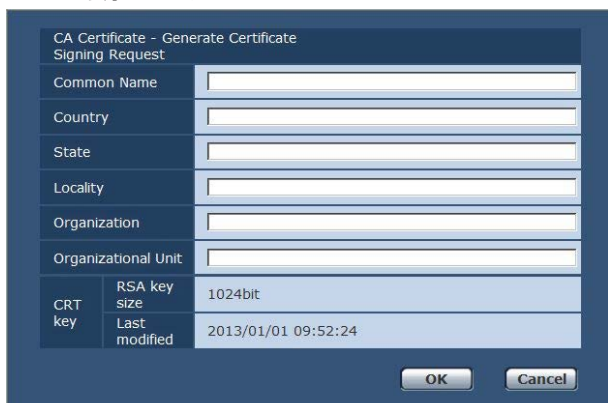 CA Certificate - Generate Certificate
Signing Request
Common Name
Country
State
Locality
Organization
Organizational Unit
CRT
key
RSA key
size
1024bit
Last
modified
2013/01/01 09:52:24
OK
Cancel